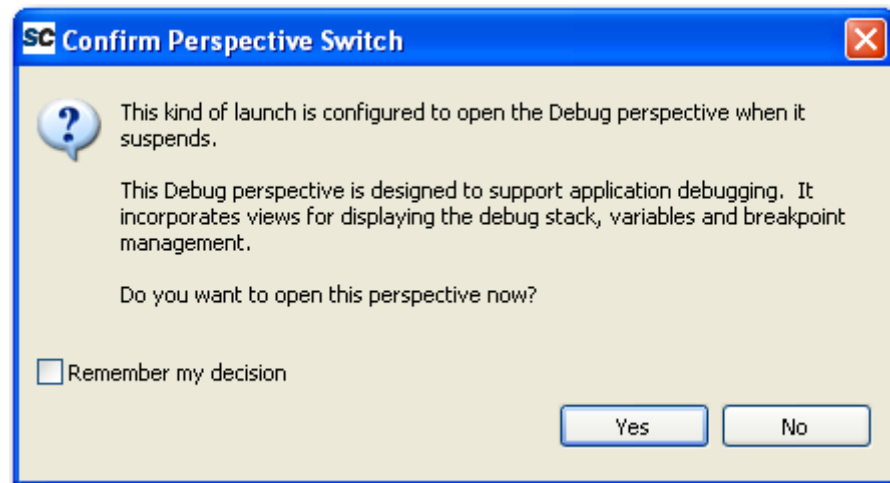 SC Confirm Perspective Switch
This kind of launch is configured to open the Debug perspective when it
suspends.
This Debug perspective is designed to support application debugging.  It
incorporates views for displaying the debug stack, variables and breakpoint
management.
Do you want to open this perspective now?
Remember my decision
Yes
No